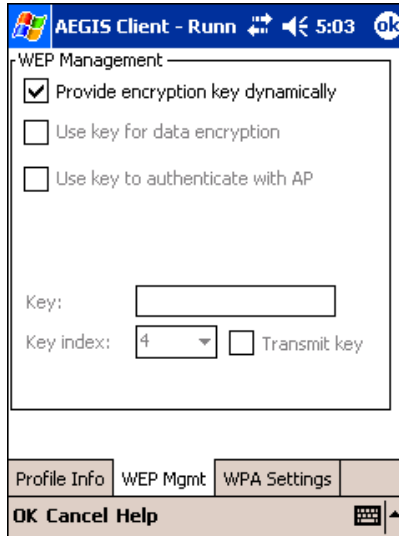 AEGIS Client - Runn 5:03 ok
WEP Management
Provide encryption key dynamically
Use key for data encryption
Use key to authenticate with AP
Key:
Key index: 4 Transmit key
Profile Info WEP Mgmt WPA Settings
OK Cancel Help